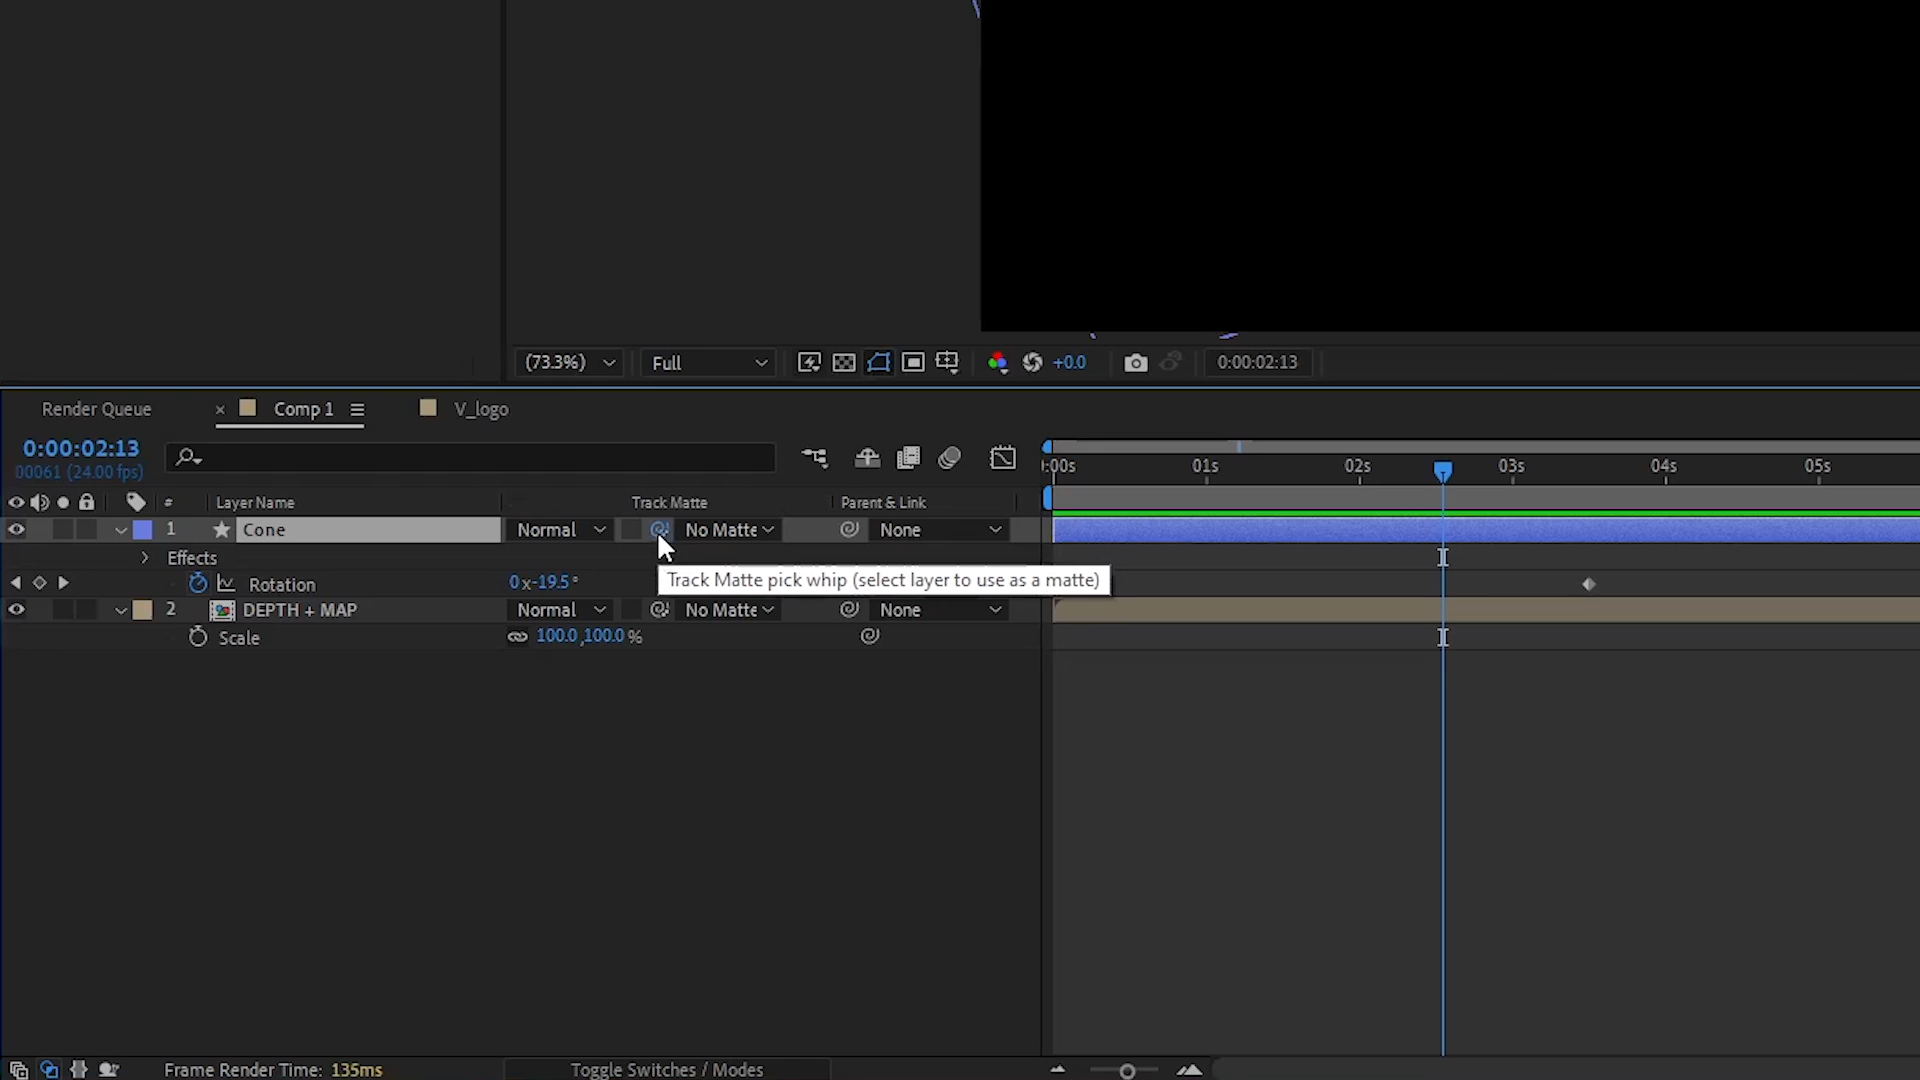 (73.3%) Full +0.0 0:00:02:13
Render Queue × Comp 1 V_logo
0:00:02:13
00061 (24.00 fps)
:00s 01s 02s 03s 04s 05s
# Layer Name Track Matte Parent & Link
1 Cone Normal No Matte None
Effects
Rotation 0x-19.5°
Track Matte pick whip (select layer to use as a matte)
2 DEPTH + MAP Normal No Matte None
Scale 100.0,100.0%
Frame Render Time: 135ms Toggle Switches / Modes